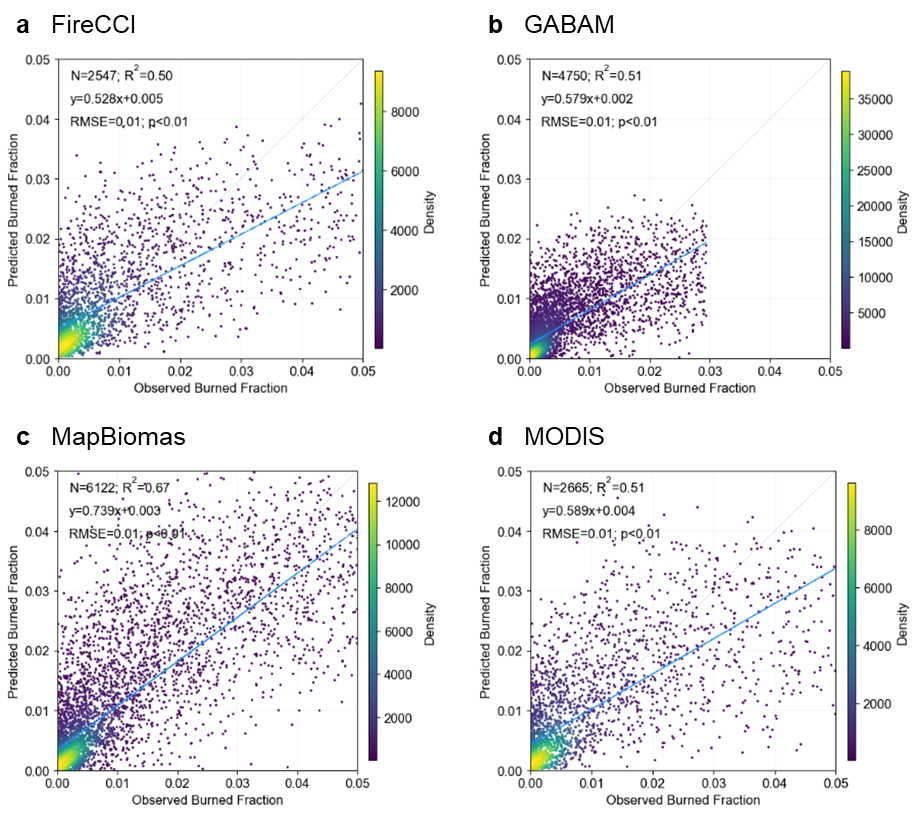 a FireCCI
N=2547; R²=0.50
y=0.528x+0.005
RMSE=0.01; p<0.01
Predicted Burned Fraction
0.05
0.04
0.03
0.02
0.01
0.00
0.00 0.01 0.02 0.03 0.04 0.05
Observed Burned Fraction
8000
6000
4000
2000
Density
b GABAM
N=4750; R²=0.51
y=0.579x+0.002
RMSE=0.01; p<0.01
Predicted Burned Fraction
0.05
0.04
0.03
0.02
0.01
0.00
0.00 0.01 0.02 0.03 0.04 0.05
Observed Burned Fraction
35000
30000
25000
20000
15000
10000
5000
Density
c MapBiomas
N=6122; R²=0.67
y=0.739x+0.003
RMSE=0.01; p<0.01
Predicted Burned Fraction
0.05
0.04
0.03
0.02
0.01
0.00
0.00 0.01 0.02 0.03 0.04 0.05
Observed Burned Fraction
12000
10000
8000
6000
4000
2000
Density
d MODIS
N=2665; R²=0.51
y=0.589x+0.004
RMSE=0.01; p<0.01
Predicted Burned Fraction
0.05
0.04
0.03
0.02
0.01
0.00
0.00 0.01 0.02 0.03 0.04 0.05
Observed Burned Fraction
8000
6000
4000
2000
Density